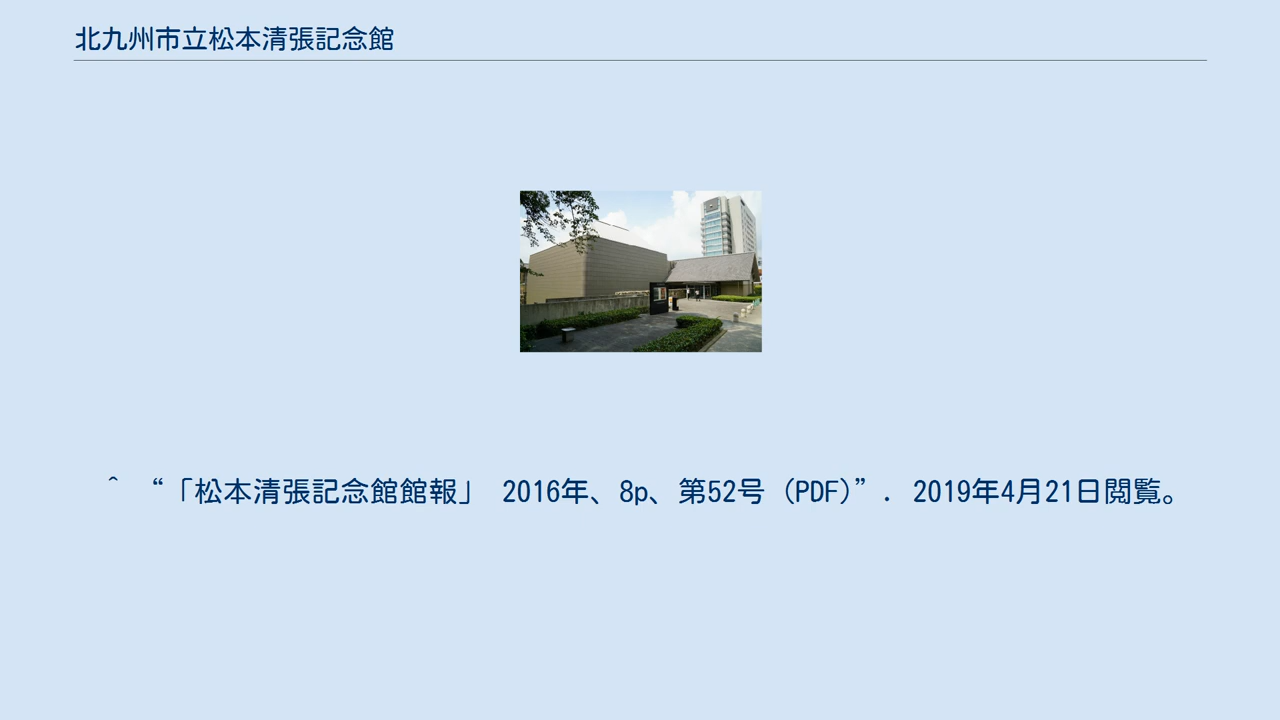 北九州市立松本清張記念館
^ “「松本清張記念館館報」 2016年、8p、第52号（PDF）”. 2019年4月21日閲覧。